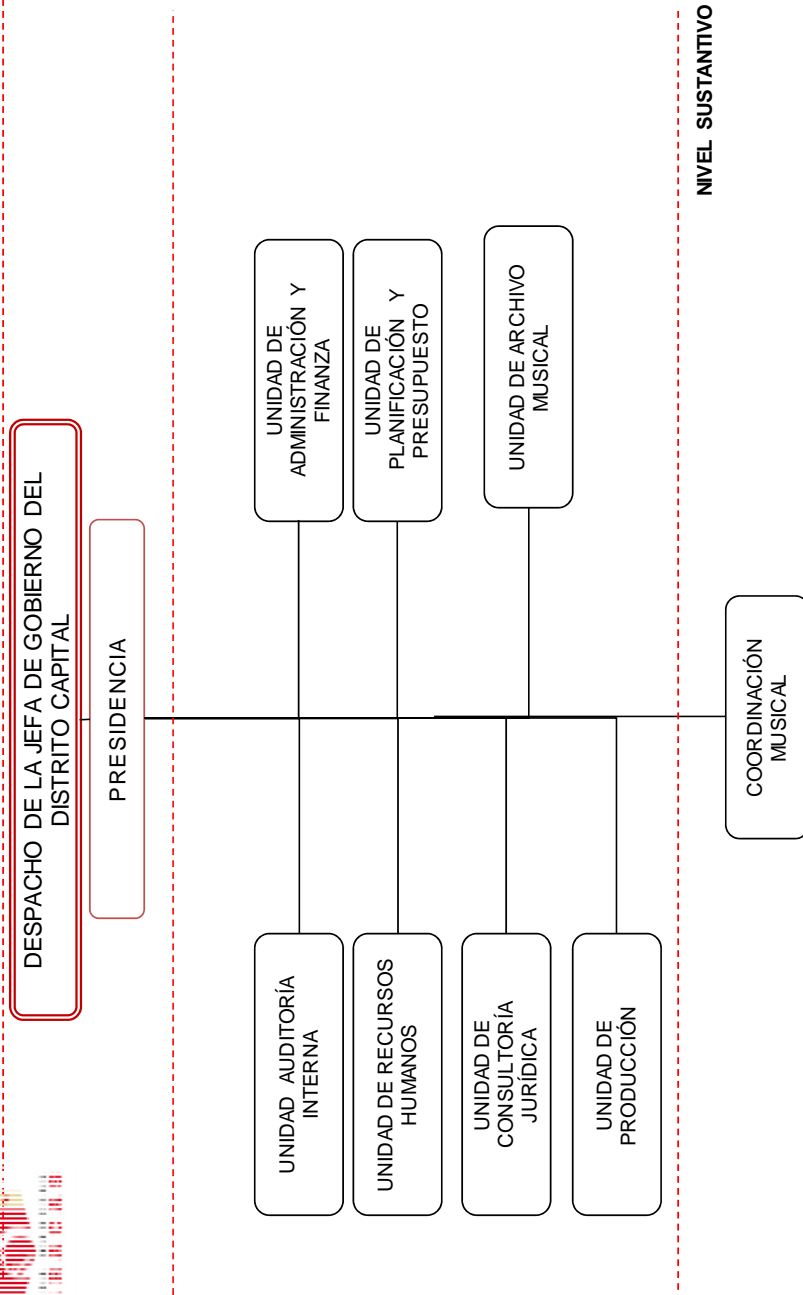 DESPACHO DE LA JEFA DE GOBIERNO DEL
DISTRITO CAPITAL
PRESIDENCIA
UNIDAD AUDITORÍA
INTERNA
UNIDAD DE
ADMINISTRACIÓN Y
FINANZA
UNIDAD DE RECURSOS
HUMANOS
UNIDAD DE
PLANIFICACIÓN Y
PRESUPUESTO
UNIDAD DE
CONSULTORÍA
JURÍDICA
UNIDAD DE ARCHIVO
MUSICAL
UNIDAD DE
PRODUCCIÓN
NIVEL SUSTANTIVO
COORDINACIÓN
MUSICAL